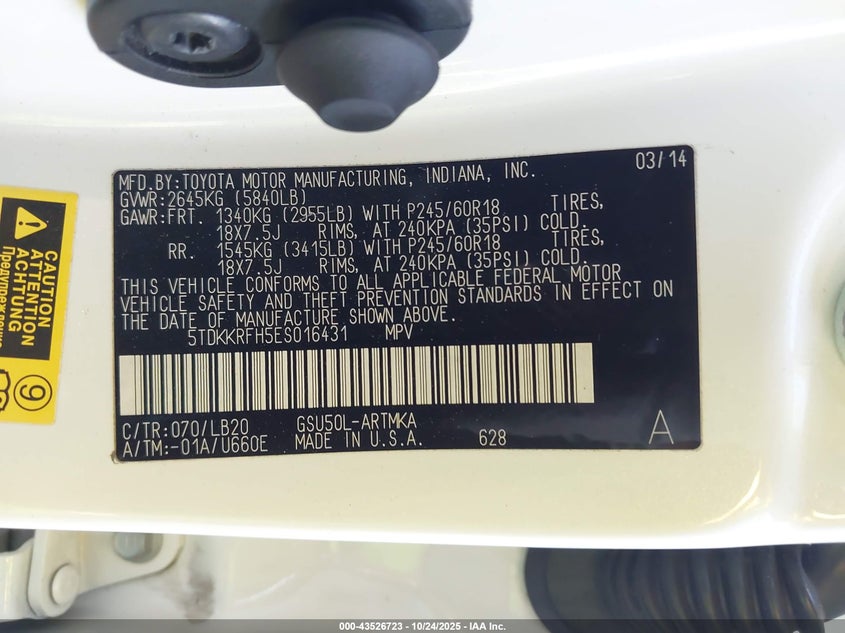 MFD.BY:TOYOTA MOTOR MANUFACTURING, INDIANA, INC. 03/14
GVWR:2645KG (5840LB)
GAWR:FRT. 1340KG (2955LB) WITH P245/60R18 TIRES,
18X7.5J RIMS, AT 240KPA (35PSI) COLD.
RR. 1545KG (3415LB) WITH P245/60R18 TIRES,
18X7.5J RIMS, AT 240KPA (35PSI) COLD.
THIS VEHICLE CONFORMS TO ALL APPLICABLE FEDERAL MOTOR
VEHICLE SAFETY AND THEFT PREVENTION STANDARDS IN EFFECT ON
THE DATE OF MANUFACTURE SHOWN ABOVE.
5TDKKRFH5ES016431 MPV
C/TR:070/LB20 GSU50L-ARTMKA
A/TM:-01A/U660E MADE IN U.S.A. 628 A
CAUTION
ATTENTION
ACHTUNG
9
000-43526723 - 10/24/2025 - IAA Inc.